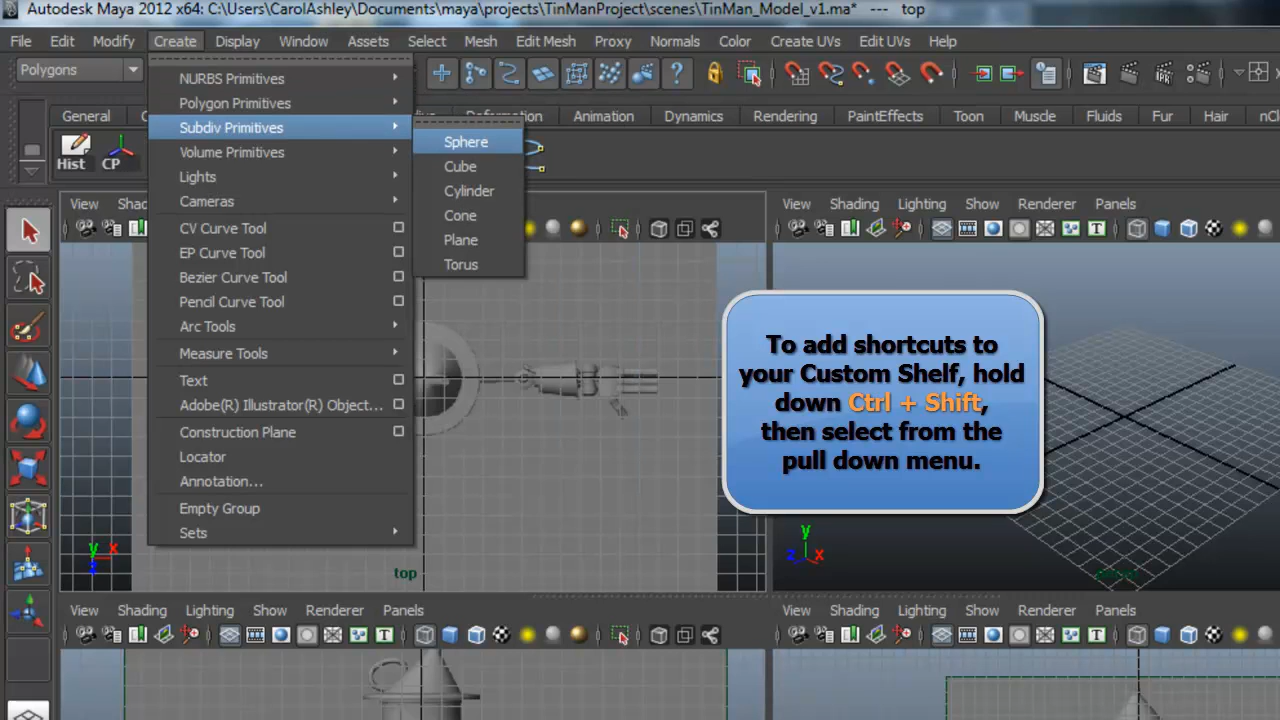 Autodesk Maya 2012 x64: C:\Users\CarolAshley\Documents\maya\projects\TinManProject\scenes\TinMan_Model_v1.ma* --- top
File Edit Modify Create Display Window Assets Select Mesh Edit Mesh Proxy Normals Color Create UVs Edit UVs Help
Polygons
General
Deformation Animation Dynamics Rendering PaintEffects Toon Muscle Fluids Fur Hair
Hist CP
NURBS Primitives
Polygon Primitives
Subdiv Primitives
Volume Primitives
Lights
Cameras
CV Curve Tool
EP Curve Tool
Bezier Curve Tool
Pencil Curve Tool
Arc Tools
Measure Tools
Text
Adobe(R) Illustrator(R) Object...
Construction Plane
Locator
Annotation...
Empty Group
Sets
Sphere
Cube
Cylinder
Cone
Plane
Torus
View
View Shading Lighting Show Renderer Panels
To add shortcuts to
your Custom Shelf, hold
down Ctrl + Shift,
then select from the
pull down menu.
y x
z
top
y
z x
View Shading Lighting Show Renderer Panels
View Shading Lighting Show Renderer Panels